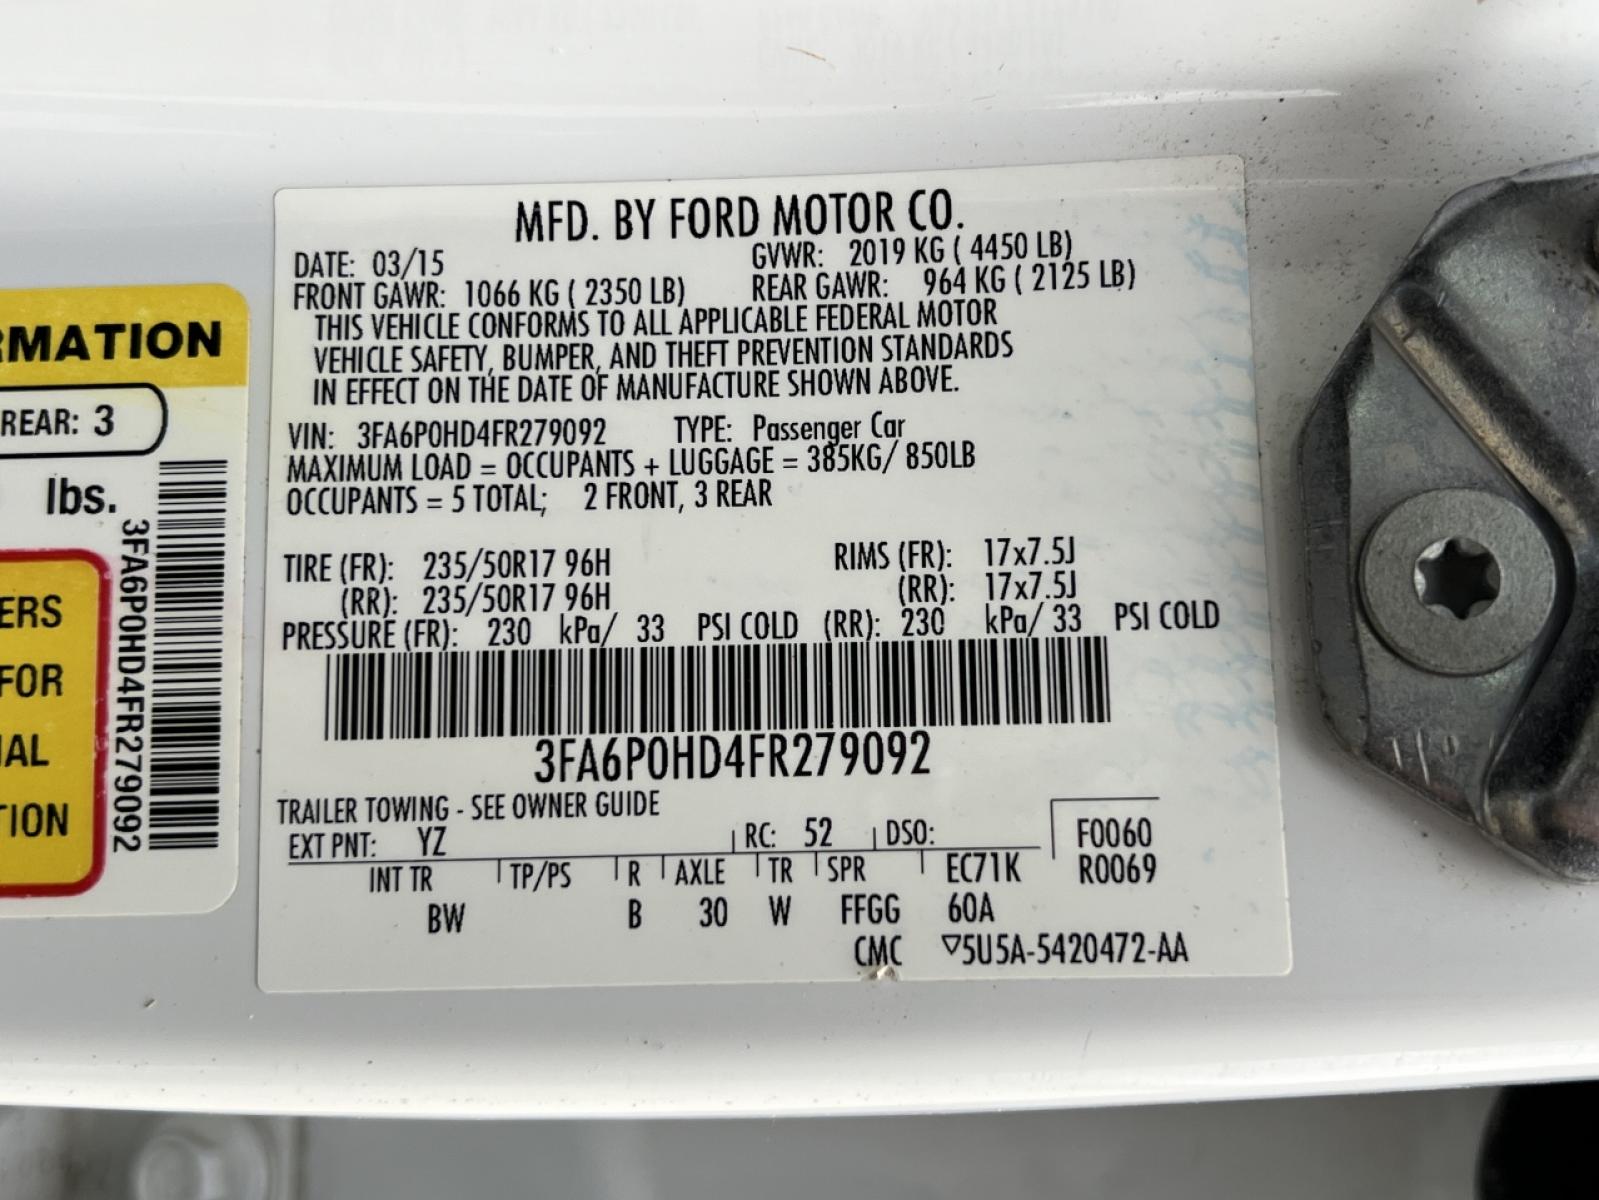 RMATION
REAR: 3
lbs.
3FA6P0HD4FR279092
ERS
FOR
TION
MFD. BY FORD MOTOR CO.
DATE: 03/15 GVWR: 2019 KG ( 4450 LB)
FRONT GAWR: 1066 KG ( 2350 LB) REAR GAWR: 964 KG ( 2125 LB)
THIS VEHICLE CONFORMS TO ALL APPLICABLE FEDERAL MOTOR
VEHICLE SAFETY, BUMPER, AND THEFT PREVENTION STANDARDS
IN EFFECT ON THE DATE OF MANUFACTURE SHOWN ABOVE.
VIN: 3FA6P0HD4FR279092 TYPE: Passenger Car
MAXIMUM LOAD = OCCUPANTS + LUGGAGE = 385KG/ 850LB
OCCUPANTS = 5 TOTAL; 2 FRONT, 3 REAR
TIRE (FR): 235/50R17 96H RIMS (FR): 17x7.5J
(RR): 235/50R17 96H (RR): 17x7.5J
PRESSURE (FR): 230 kPa/ 33 PSI COLD (RR): 230 kPa/ 33 PSI COLD
3FA6P0HD4FR279092
TRAILER TOWING - SEE OWNER GUIDE
EXT PNT: YZ RC: 52 DSO: F0060
INT TR TP/PS R AXLE TR SPR EC71K R0069
BW B 30 W FFGG 60A
CMC ▽5U5A-5420472-AA